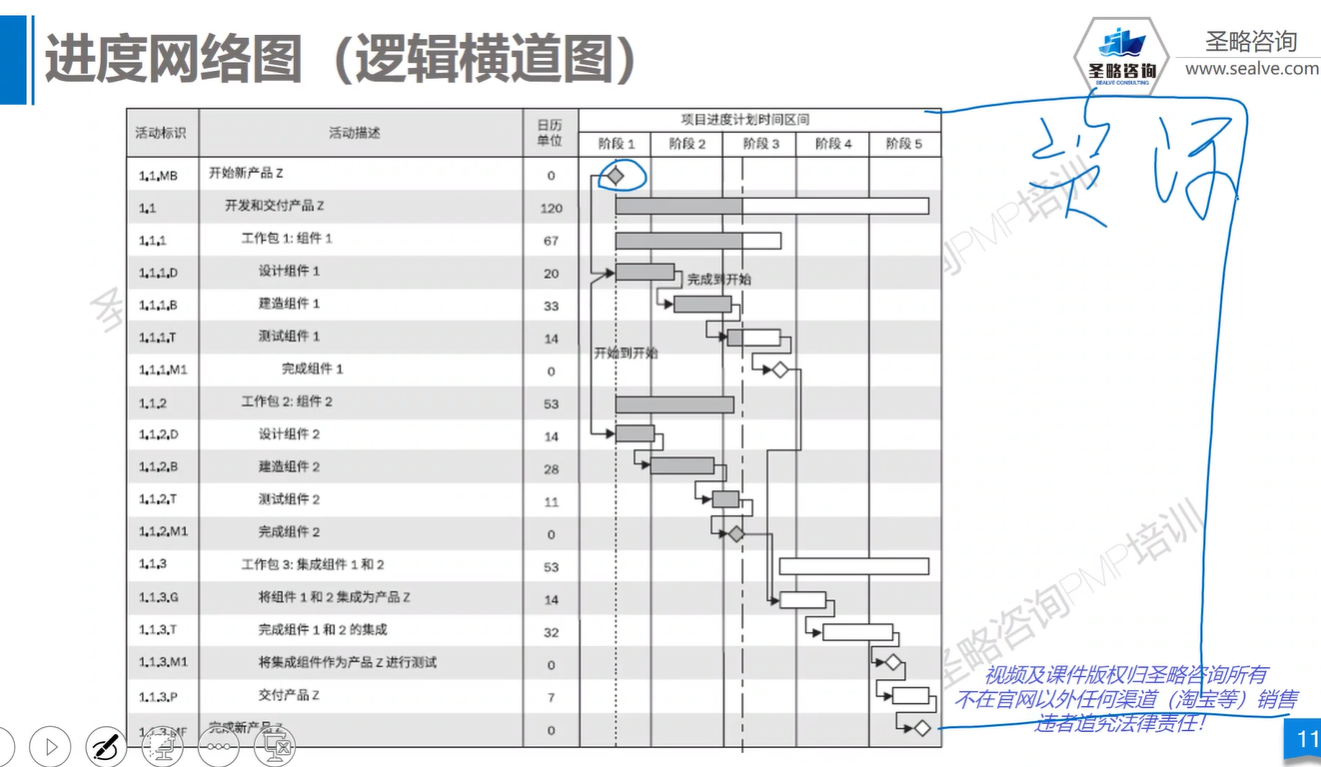 进度网络图（逻辑横道图）
圣略咨询
SEALVE CONSULTING
圣略咨询
www.sealve.com
活动标识 活动描述 日历单位 项目进度计划时间区间
阶段 1 阶段 2 阶段 3 阶段 4 阶段 5
1.1.MB 开始新产品 Z 0
1.1 开发和交付产品 Z 120
1.1.1 工作包 1: 组件 1 67
1.1.1.D 设计组件 1 20
完成到开始
1.1.1.B 建造组件 1 33
1.1.1.T 测试组件 1 14
开始到开始
1.1.1.M1 完成组件 1 0
1.1.2 工作包 2: 组件 2 53
1.1.2.D 设计组件 2 14
1.1.2.B 建造组件 2 28
1.1.2.T 测试组件 2 11
1.1.2.M1 完成组件 2 0
1.1.3 工作包 3: 集成组件 1 和 2 53
1.1.3.G 将组件 1 和 2 集成为产品 Z 14
1.1.3.T 完成组件 1 和 2 的集成 32
1.1.3.M1 将集成组件作为产品 Z 进行测试 0
1.1.3.P 交付产品 Z 7
1.1.3.MF 完成新产品 Z 0
圣
询PMP培训
圣略咨询PMP培训
视频及课件版权归圣略咨询所有
不在官网以外任何渠道（淘宝等）销售
违者追究法律责任！
11